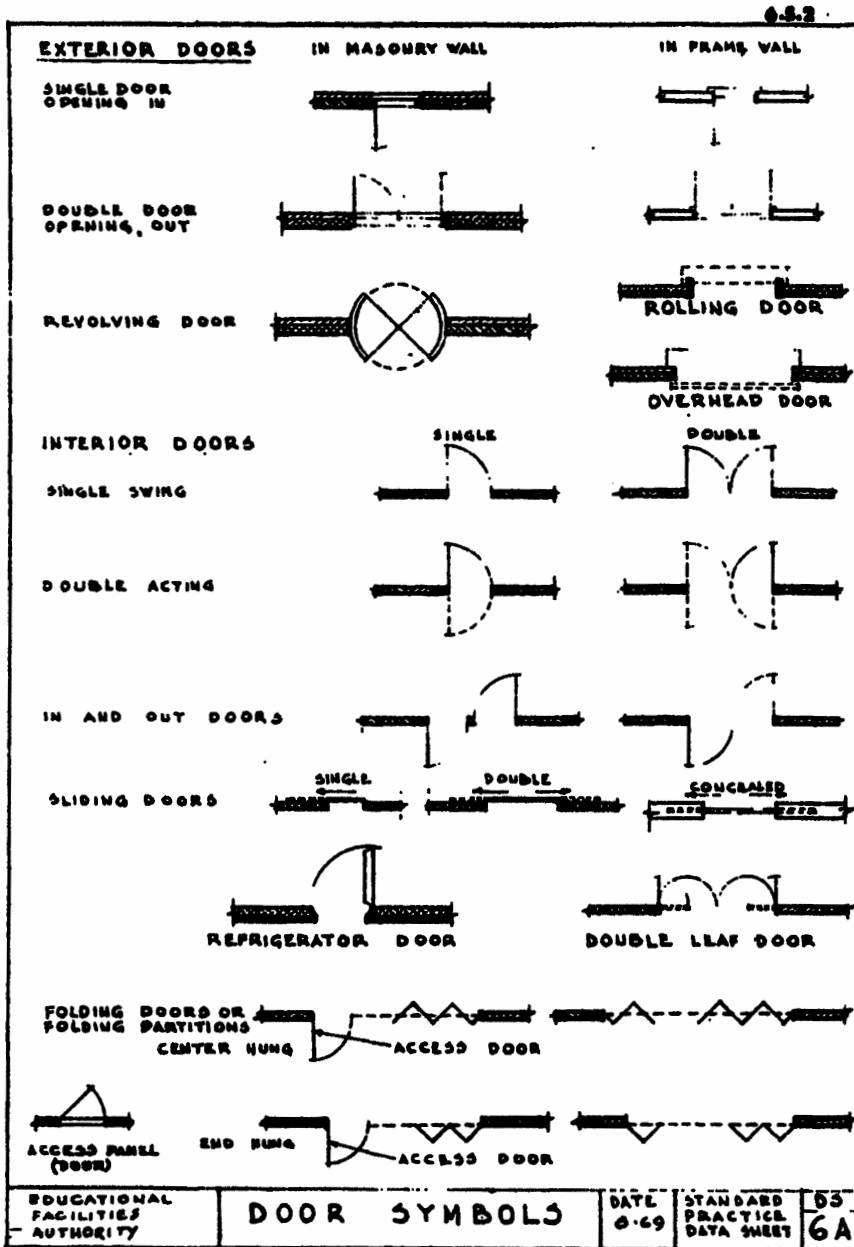 6.5.2
EXTERIOR DOORS
IN MASONRY WALL
IN FRAME WALL
SINGLE DOOR
OPENING IN
DOUBLE DOOR
OPENING, OUT
REVOLVING DOOR
ROLLING DOOR
OVERHEAD DOOR
INTERIOR DOORS
SINGLE
DOUBLE
SINGLE SWING
DOUBLE ACTING
IN AND OUT DOORS
SLIDING DOORS
SINGLE
DOUBLE
CONCEALED
REFRIGERATOR DOOR
DOUBLE LEAF DOOR
FOLDING DOORS OR
FOLDING PARTITIONS
CENTER HUNG
ACCESS DOOR
ACCESS PANEL
(DOOR)
END HUNG
ACCESS DOOR
EDUCATIONAL
FACILITIES
AUTHORITY
DOOR SYMBOLS
DATE
STANDARD
PRACTICE
DATA SHEET
DS
6A